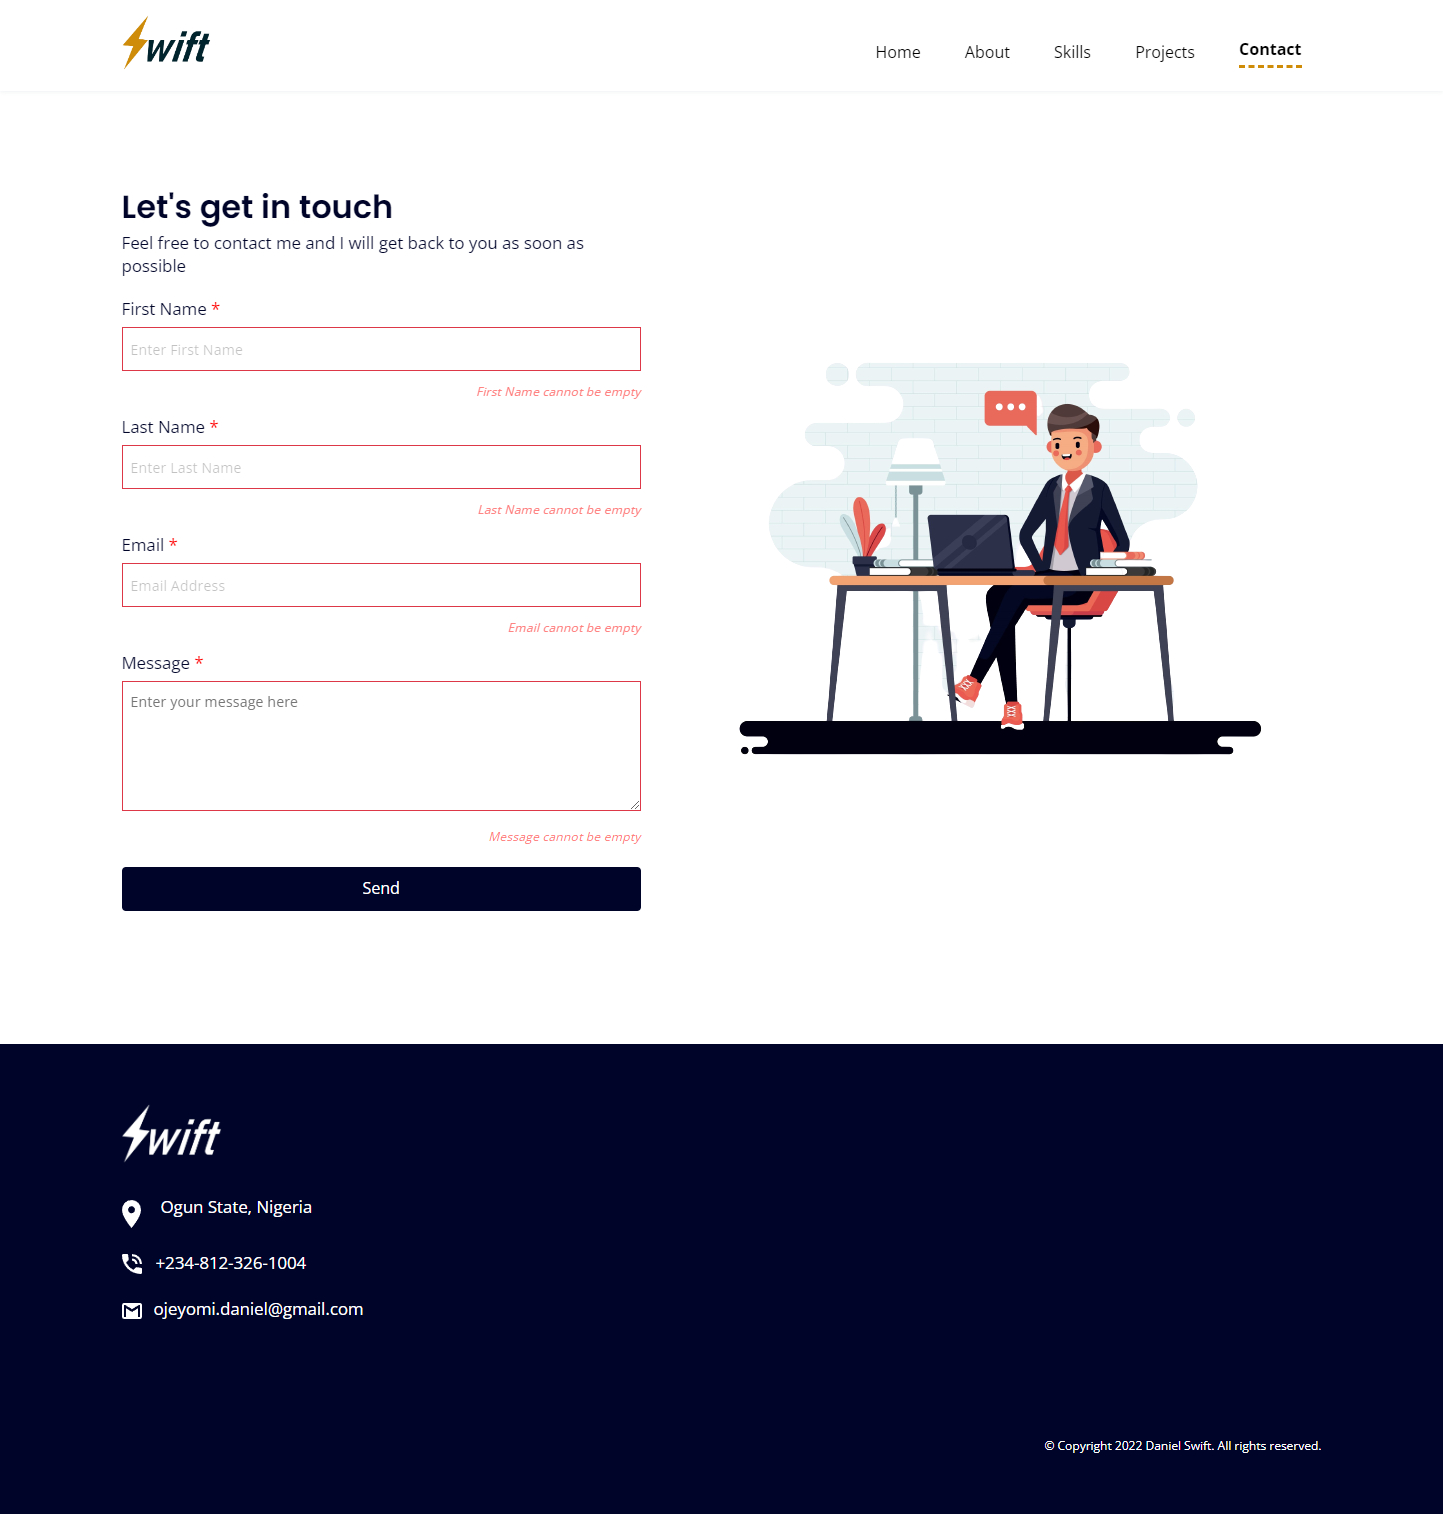 Swift
Home About Skills Projects Contact
Let's get in touch
Feel free to contact me and I will get back to you as soon as
possible
First Name *
Enter First Name
First Name cannot be empty
Last Name *
Enter Last Name
Last Name cannot be empty
Email *
Email Address
Email cannot be empty
Message *
Enter your message here
Message cannot be empty
Send
Swift
Ogun State, Nigeria
+234-812-326-1004
ojeyomi.daniel@gmail.com
© Copyright 2022 Daniel Swift. All rights reserved.